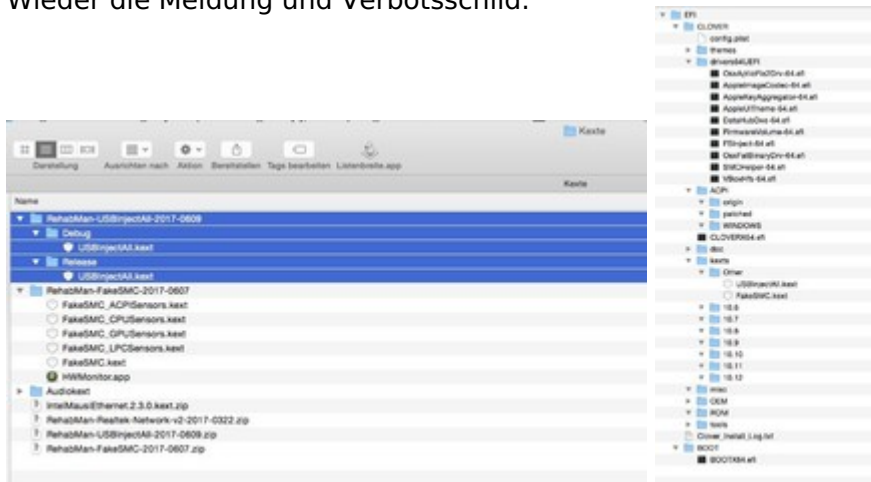 Wieder die Meldung und Verbotsschild.
Kexte
Darstellung Ausrichten nach Aktion Bereitstellen Tags bearbeiten Listenbreite.app
Kexte
Name
RehabMan-USBInjectAll-2017-0609
Debug
USBInjectAll.kext
Release
USBInjectAll.kext
RehabMan-FakeSMC-2017-0607
FakeSMC_ACPISensors.kext
FakeSMC_CPUSensors.kext
FakeSMC_GPUSensors.kext
FakeSMC_LPCSensors.kext
FakeSMC.kext
HWMonitor.app
Audiokext
IntelMausiEthernet.2.3.0.kext.zip
RehabMan-Realtek-Network-v2-2017-0322.zip
RehabMan-USBInjectAll-2017-0609.zip
RehabMan-FakeSMC-2017-0607.zip
EFI
CLOVER
config.plist
themes
drivers64UEFI
OsxAptioFix2Drv-64.efi
AppleImageCodec-64.efi
AppleKeyAggregator-64.efi
AppleUITheme-64.efi
DataHubDxe-64.efi
FirmwareVolume-64.efi
FSInject-64.efi
OsxFatBinaryDrv-64.efi
SMCHelper-64.efi
VBoxHfs-64.efi
ACPI
origin
patched
WINDOWS
CLOVERX64.efi
doc
kexts
Other
USBInjectAll.kext
FakeSMC.kext
10.6
10.7
10.8
10.9
10.10
10.11
10.12
misc
OEM
ROM
tools
Clover_Install_Log.txt
BOOT
BOOTX64.efi